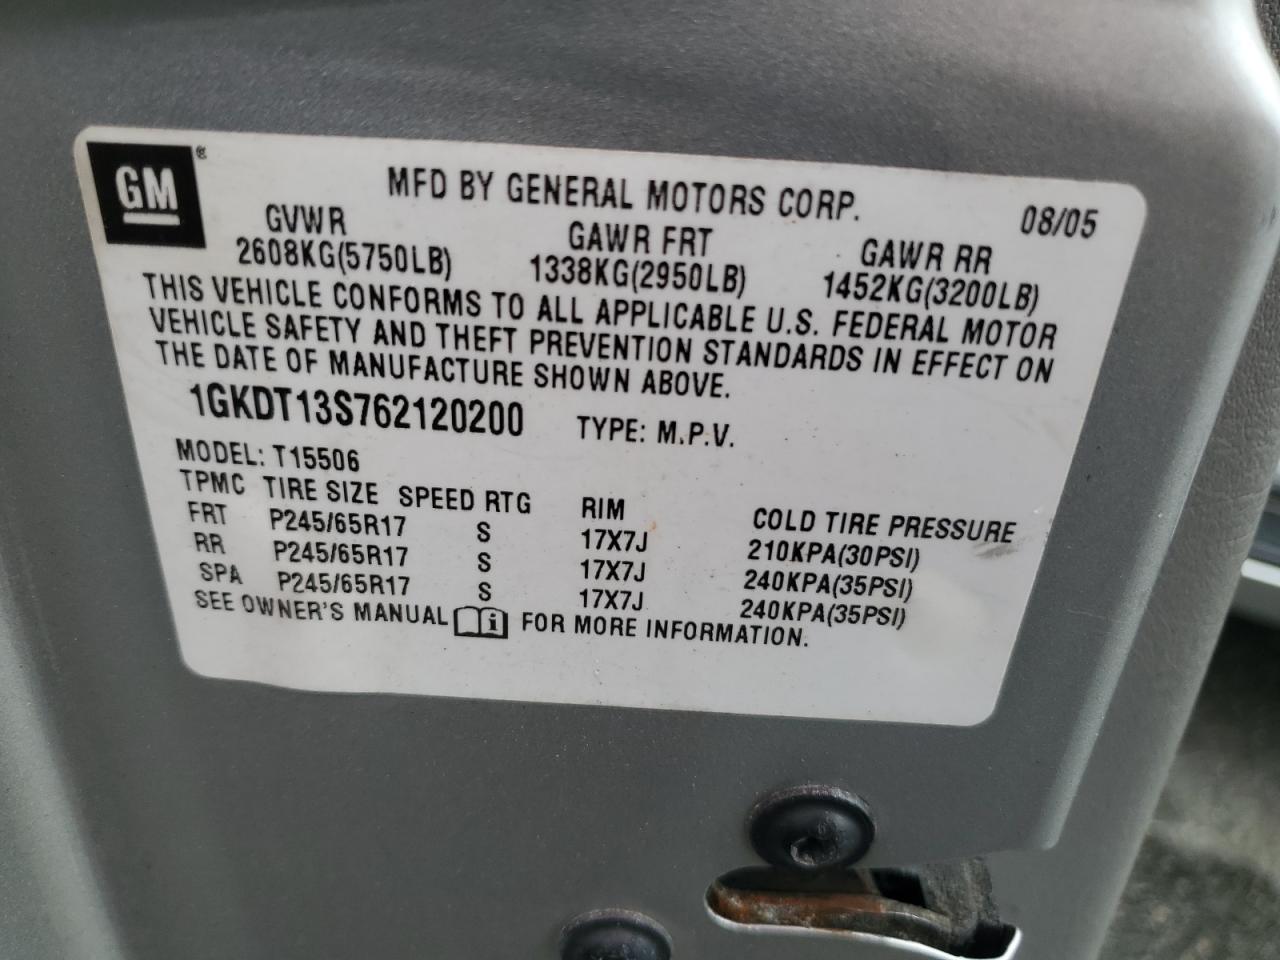 GM ®
MFD BY GENERAL MOTORS CORP. 08/05
GVWR GAWR FRT GAWR RR
2608KG(5750LB) 1338KG(2950LB) 1452KG(3200LB)
THIS VEHICLE CONFORMS TO ALL APPLICABLE U.S. FEDERAL MOTOR
VEHICLE SAFETY AND THEFT PREVENTION STANDARDS IN EFFECT ON
THE DATE OF MANUFACTURE SHOWN ABOVE.
1GKDT13S762120200 TYPE: M.P.V.
MODEL: T15506
TPMC TIRE SIZE SPEED RTG RIM COLD TIRE PRESSURE
FRT P245/65R17 S 17X7J 210KPA(30PSI)
RR P245/65R17 S 17X7J 240KPA(35PSI)
SPA P245/65R17 S 17X7J 240KPA(35PSI)
SEE OWNER'S MANUAL i FOR MORE INFORMATION.